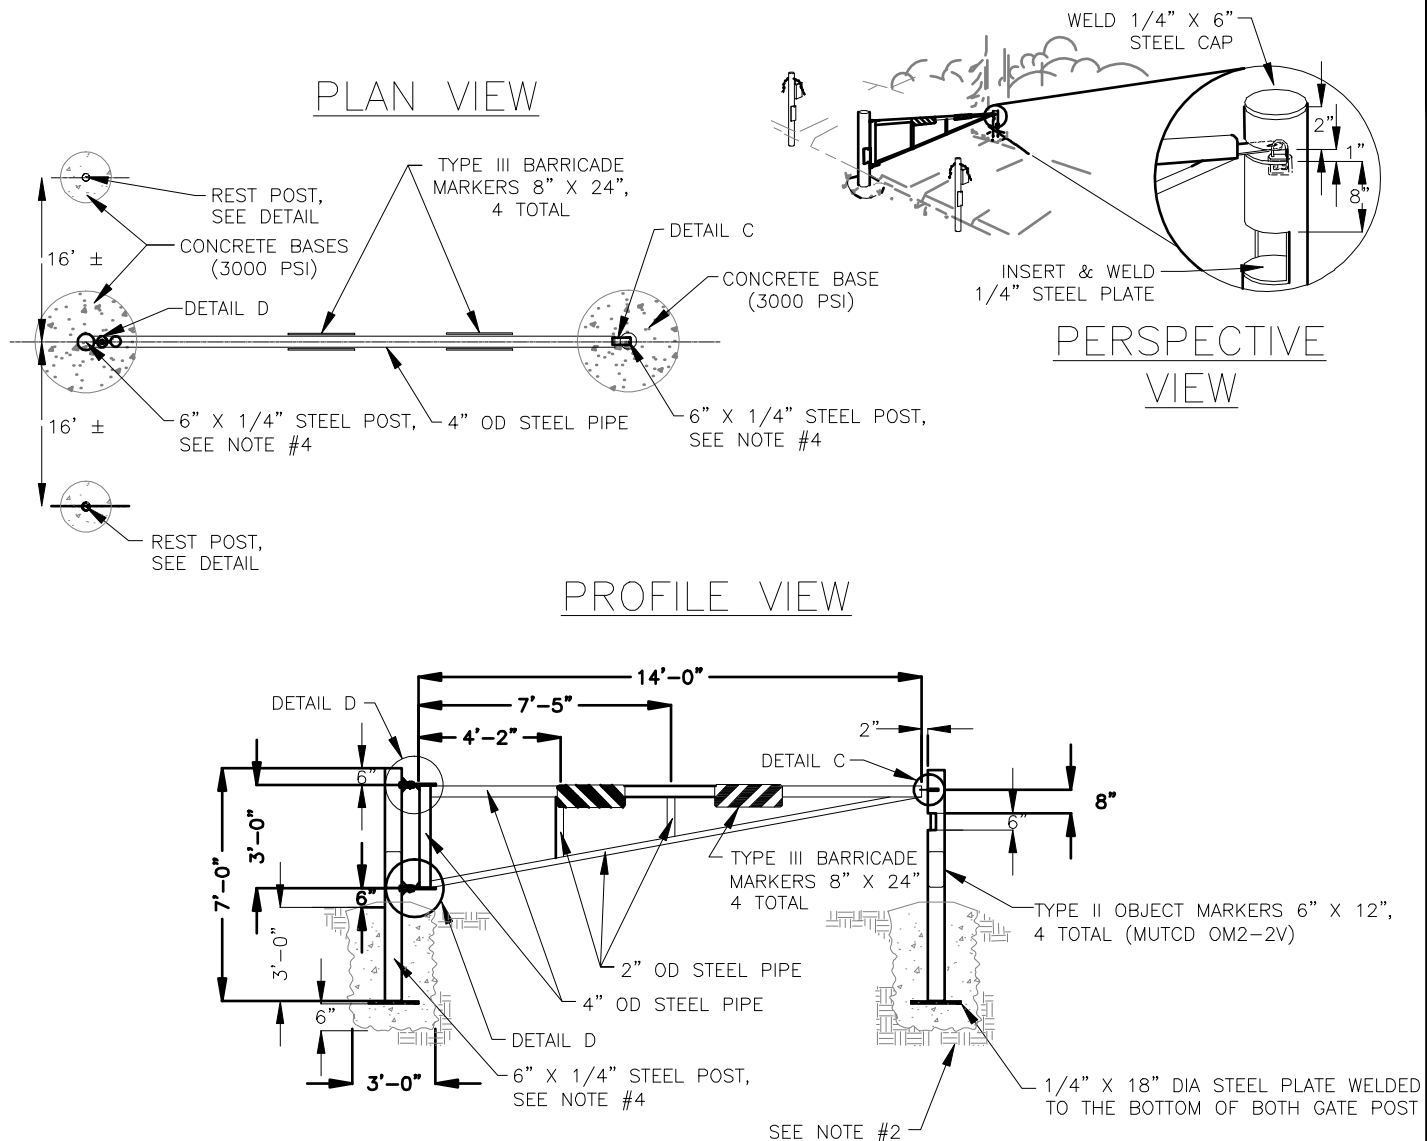 PLAN VIEW
REST POST,
SEE DETAIL
TYPE III BARRICADE
MARKERS 8" X 24",
4 TOTAL
CONCRETE BASES
(3000 PSI)
16' ±
DETAIL D
DETAIL C
CONCRETE BASE
(3000 PSI)
16' ±
6" X 1/4" STEEL POST,
SEE NOTE #4
4" OD STEEL PIPE
6" X 1/4" STEEL POST,
SEE NOTE #4
REST POST,
SEE DETAIL
WELD 1/4" X 6"
STEEL CAP
2"
1"
8"
INSERT & WELD
1/4" STEEL PLATE
PERSPECTIVE
VIEW
PROFILE VIEW
14'-0"
7'-5"
4'-2"
DETAIL D
2"
DETAIL C
6"
8"
6"
3'-0"
7'-0"
6"
3'-0"
6"
3'-0"
TYPE III BARRICADE
MARKERS 8" X 24"
4 TOTAL
TYPE II OBJECT MARKERS 6" X 12",
4 TOTAL (MUTCD OM2-2V)
2" OD STEEL PIPE
4" OD STEEL PIPE
DETAIL D
6" X 1/4" STEEL POST,
SEE NOTE #4
1/4" X 18" DIA STEEL PLATE WELDED
TO THE BOTTOM OF BOTH GATE POST
SEE NOTE #2